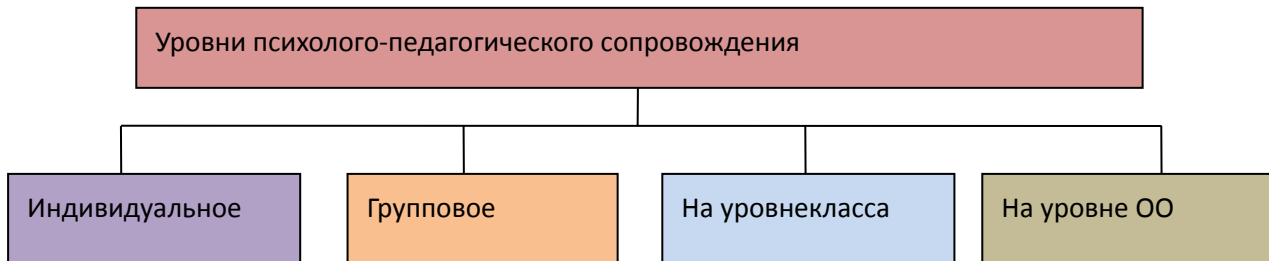 Уровни психолого-педагогического сопровождения
Индивидуальное
Групповое
На уровнекласса
На уровне ОО